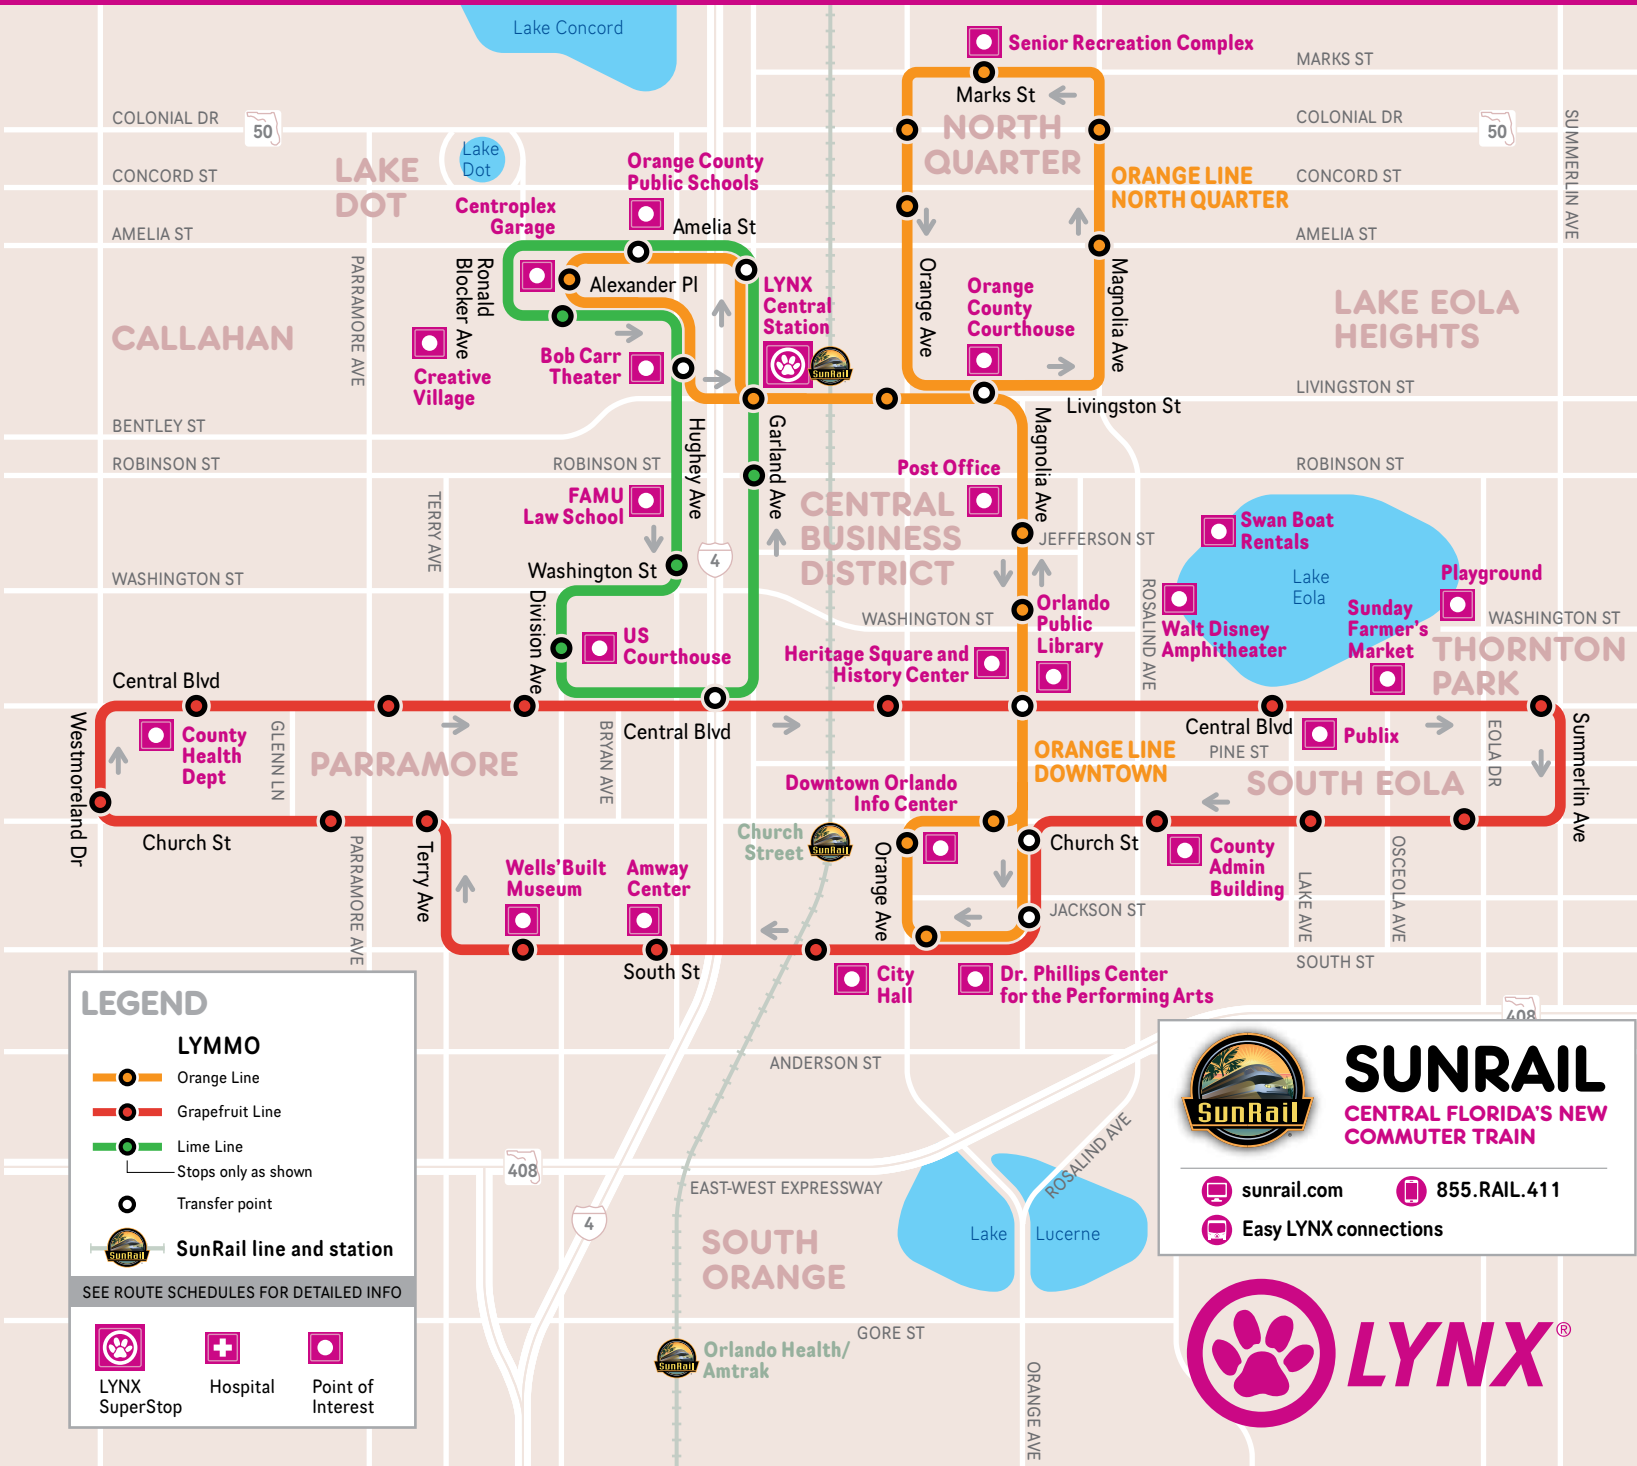 Lake Concord
Senior Recreation Complex
MARKS ST
Marks St
COLONIAL DR
50
NORTH
QUARTER
COLONIAL DR
50
SUMMERLIN AVE
Lake
Dot
LAKE
DOT
Orange County
Public Schools
CONCORD ST
ORANGE LINE
NORTH QUARTER
CONCORD ST
Centroplex
Garage
AMELIA ST
Amelia St
AMELIA ST
PARRAMORE AVE
Ronald
Blocker Ave
Alexander Pl
LYNX
Central
Station
SunRail
Orange Ave
Orange
County
Courthouse
Magnolia Ave
LAKE EOLA
HEIGHTS
CALLAHAN
Creative
Village
Bob Carr
Theater
LIVINGSTON ST
Livingston St
BENTLEY ST
Hughey Ave
Garland Ave
Magnolia Ave
ROBINSON ST
ROBINSON ST
Post Office
ROBINSON ST
TERRY AVE
FAMU
Law School
CENTRAL
BUSINESS
DISTRICT
Swan Boat
Rentals
JEFFERSON ST
4
WASHINGTON ST
Washington St
Lake
Eola
Playground
Division Ave
WASHINGTON ST
Orlando
Public
Library
ROSALIND AVE
Walt Disney
Amphitheater
Sunday
Farmer's
Market
WASHINGTON ST
THORNTON
PARK
US
Courthouse
Heritage Square and
History Center
Central Blvd
Westmoreland Dr
County
Health
Dept
GLENN LN
PARRAMORE
BRYAN AVE
Central Blvd
ORANGE LINE
DOWNTOWN
Central Blvd
PINE ST
Publix
EOLA DR
Summerlin Ave
SOUTH EOLA
Downtown Orlando
Info Center
Church
Street
SunRail
Church St
PARRAMORE AVE
Terry Ave
Wells'Built
Museum
Amway
Center
Orange Ave
Church St
County
Admin
Building
LAKE AVE
OSCEOLA AVE
JACKSON ST
South St
City
Hall
Dr. Phillips Center
for the Performing Arts
SOUTH ST
408
ANDERSON ST
LEGEND
LYMMO
Orange Line
Grapefruit Line
Lime Line
Stops only as shown
Transfer point
SunRail
SunRail line and station
SEE ROUTE SCHEDULES FOR DETAILED INFO
LYNX
SuperStop
Hospital
Point of
Interest
408
EAST-WEST EXPRESSWAY
4
ROSALIND AVE
SOUTH
ORANGE
Lake
Lucerne
GORE ST
SunRail
Orlando Health/
Amtrak
ORANGE AVE
SunRail
SUNRAIL
CENTRAL FLORIDA'S NEW
COMMUTER TRAIN
sunrail.com
855.RAIL.411
Easy LYNX connections
LYNX®